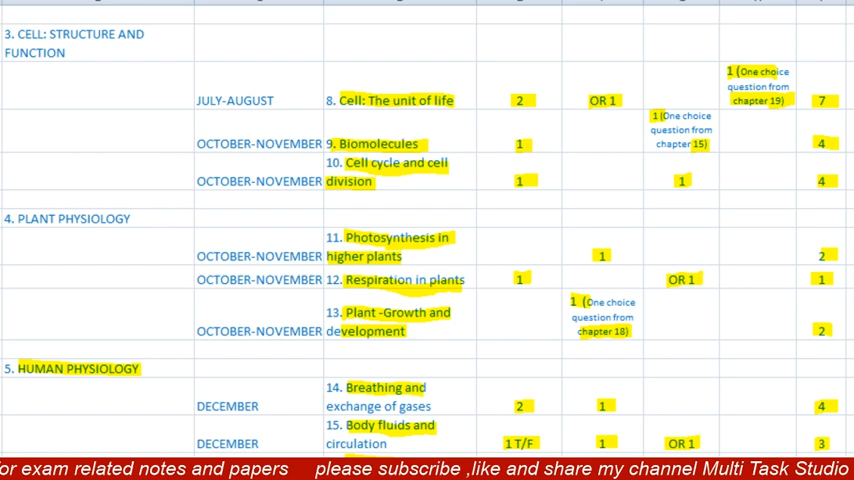 3. CELL: STRUCTURE AND
FUNCTION
JULY-AUGUST 8. Cell: The unit of life 2 OR 1 1 (One choice question from chapter 19) 7
OCTOBER-NOVEMBER 9. Biomolecules 1 1 (One choice question from chapter 15) 4
10. Cell cycle and cell
OCTOBER-NOVEMBER division 1 1 4
4. PLANT PHYSIOLOGY
11. Photosynthesis in
OCTOBER-NOVEMBER higher plants 1 2
OCTOBER-NOVEMBER 12. Respiration in plants 1 OR 1 1
13. Plant -Growth and
OCTOBER-NOVEMBER development 1 (One choice question from chapter 18) 2
5. HUMAN PHYSIOLOGY
14. Breathing and
DECEMBER exchange of gases 2 1 4
15. Body fluids and
DECEMBER circulation 1 T/F 1 OR 1 3
for exam related notes and papers please subscribe ,like and share my channel Multi Task Studio